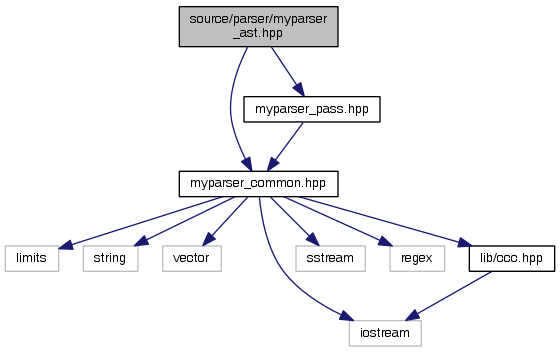 source/parser/myparser
_ast.hpp
myparser_pass.hpp
myparser_common.hpp
limits
string
vector
sstream
regex
lib/ccc.hpp
iostream